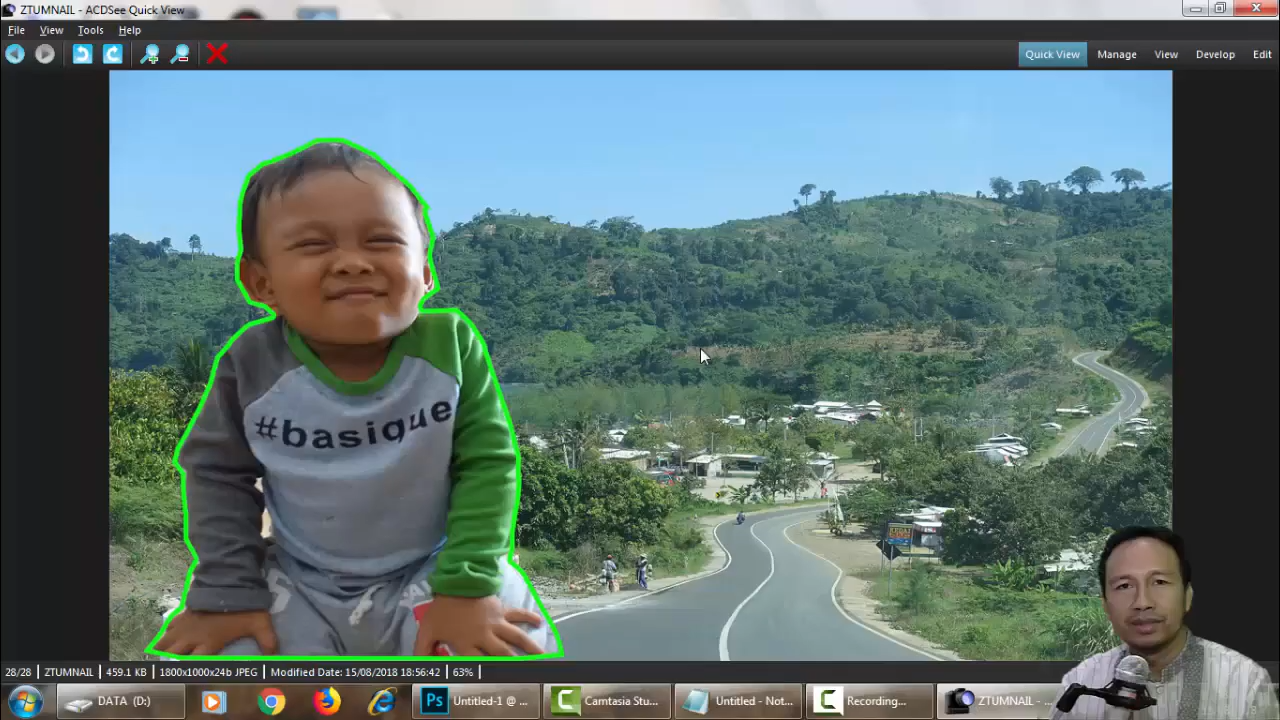 ZTUMNAIL - ACDSee Quick View
File View Tools Help
Quick View Manage View Develop Edit
#basique
28/28 ZTUMNAIL 459.1 KB 1800x1000x24b JPEG Modified Date: 15/08/2018 18:56:42 63%
DATA (D:) Ps Untitled-1 @ ... Camtasia Stu... Untitled - Not... Recording... ZTUMNAIL - ...